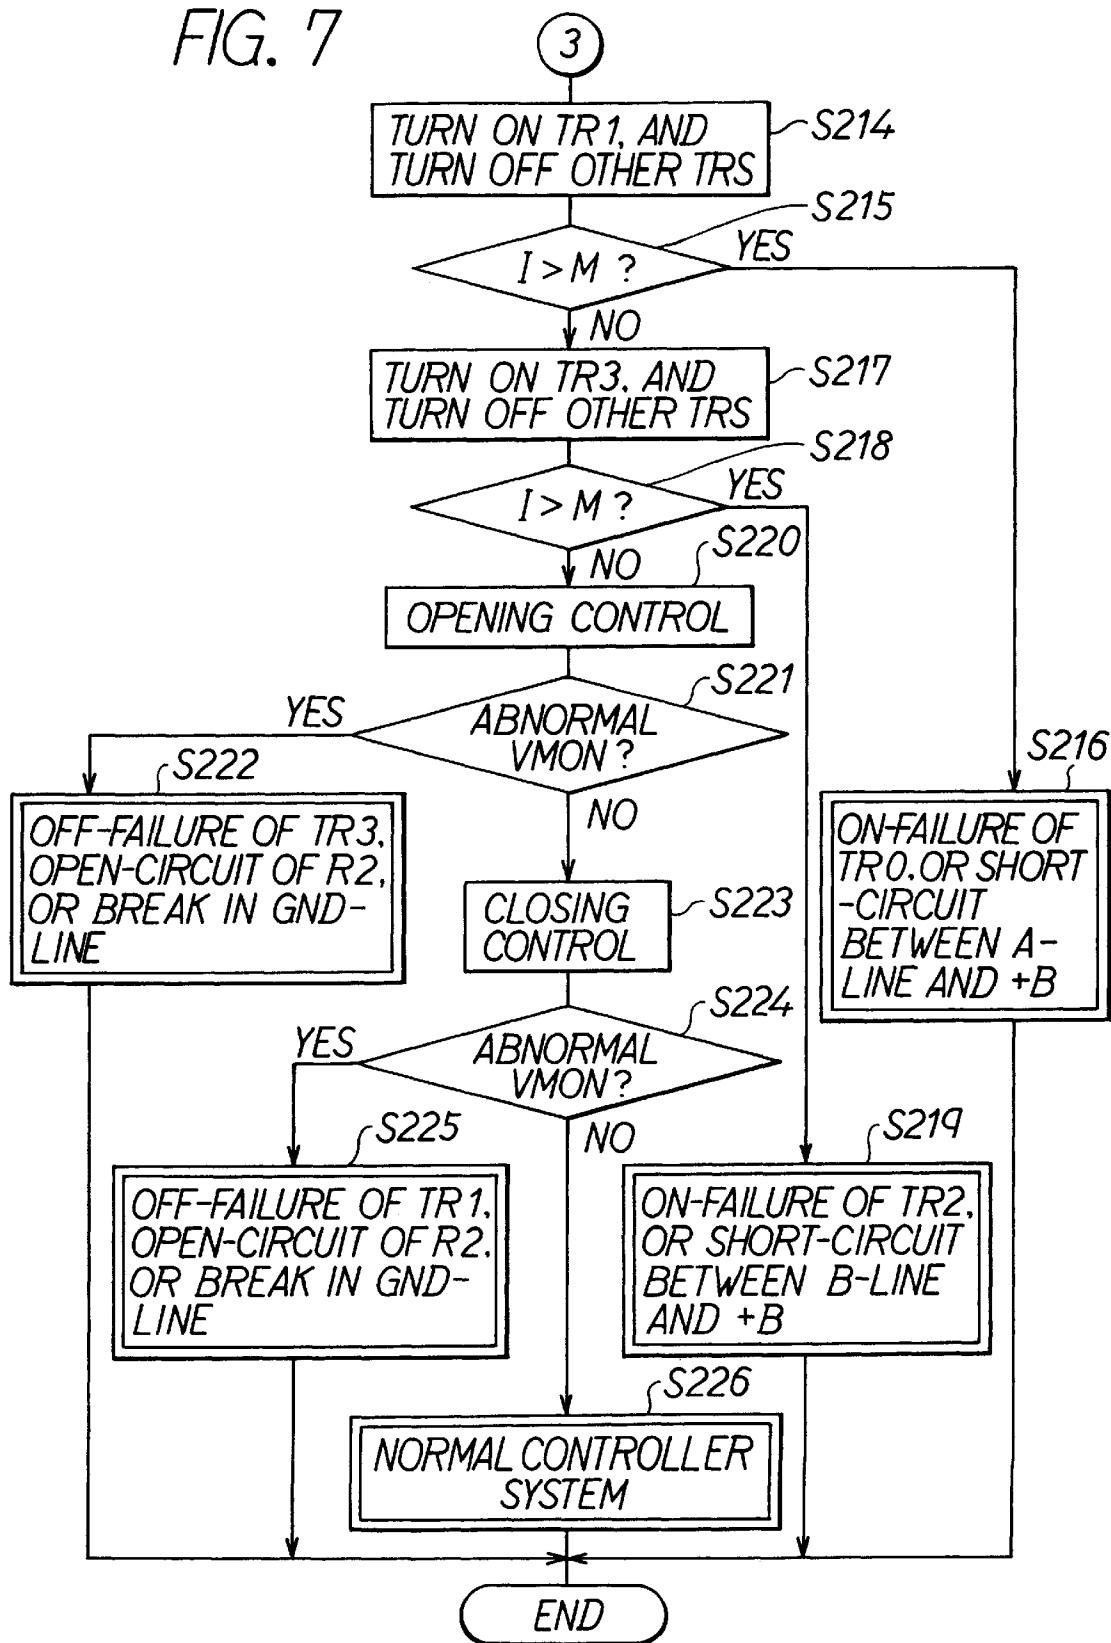 FIG. 7
3
TURN ON TR1, AND
TURN OFF OTHER TRS
S214
S215
I > M ?
YES
NO
TURN ON TR3, AND
TURN OFF OTHER TRS
S217
S218
I > M ?
YES
NO
S220
OPENING CONTROL
S221
ABNORMAL
VMON ?
YES
NO
S222
OFF-FAILURE OF TR3,
OPEN-CIRCUIT OF R2,
OR BREAK IN GND-
LINE
S216
ON-FAILURE OF
TR0, OR SHORT
-CIRCUIT
BETWEEN A-
LINE AND +B
CLOSING
CONTROL
S223
S224
ABNORMAL
VMON ?
YES
NO
S225
OFF-FAILURE OF TR1,
OPEN-CIRCUIT OF R2,
OR BREAK IN GND-
LINE
S219
ON-FAILURE OF TR2,
OR SHORT-CIRCUIT
BETWEEN B-LINE
AND +B
S226
NORMAL CONTROLLER
SYSTEM
END